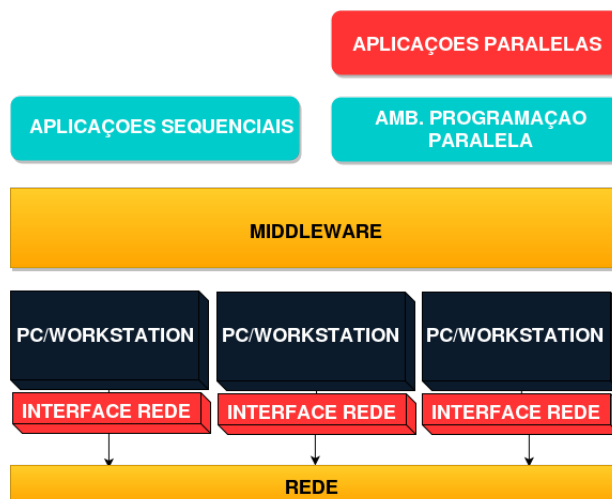 APLICAÇOES PARALELAS
APLICAÇOES SEQUENCIAIS
AMB. PROGRAMAÇAO
PARALELA
MIDDLEWARE
PC/WORKSTATION
PC/WORKSTATION
PC/WORKSTATION
INTERFACE REDE
INTERFACE REDE
INTERFACE REDE
REDE